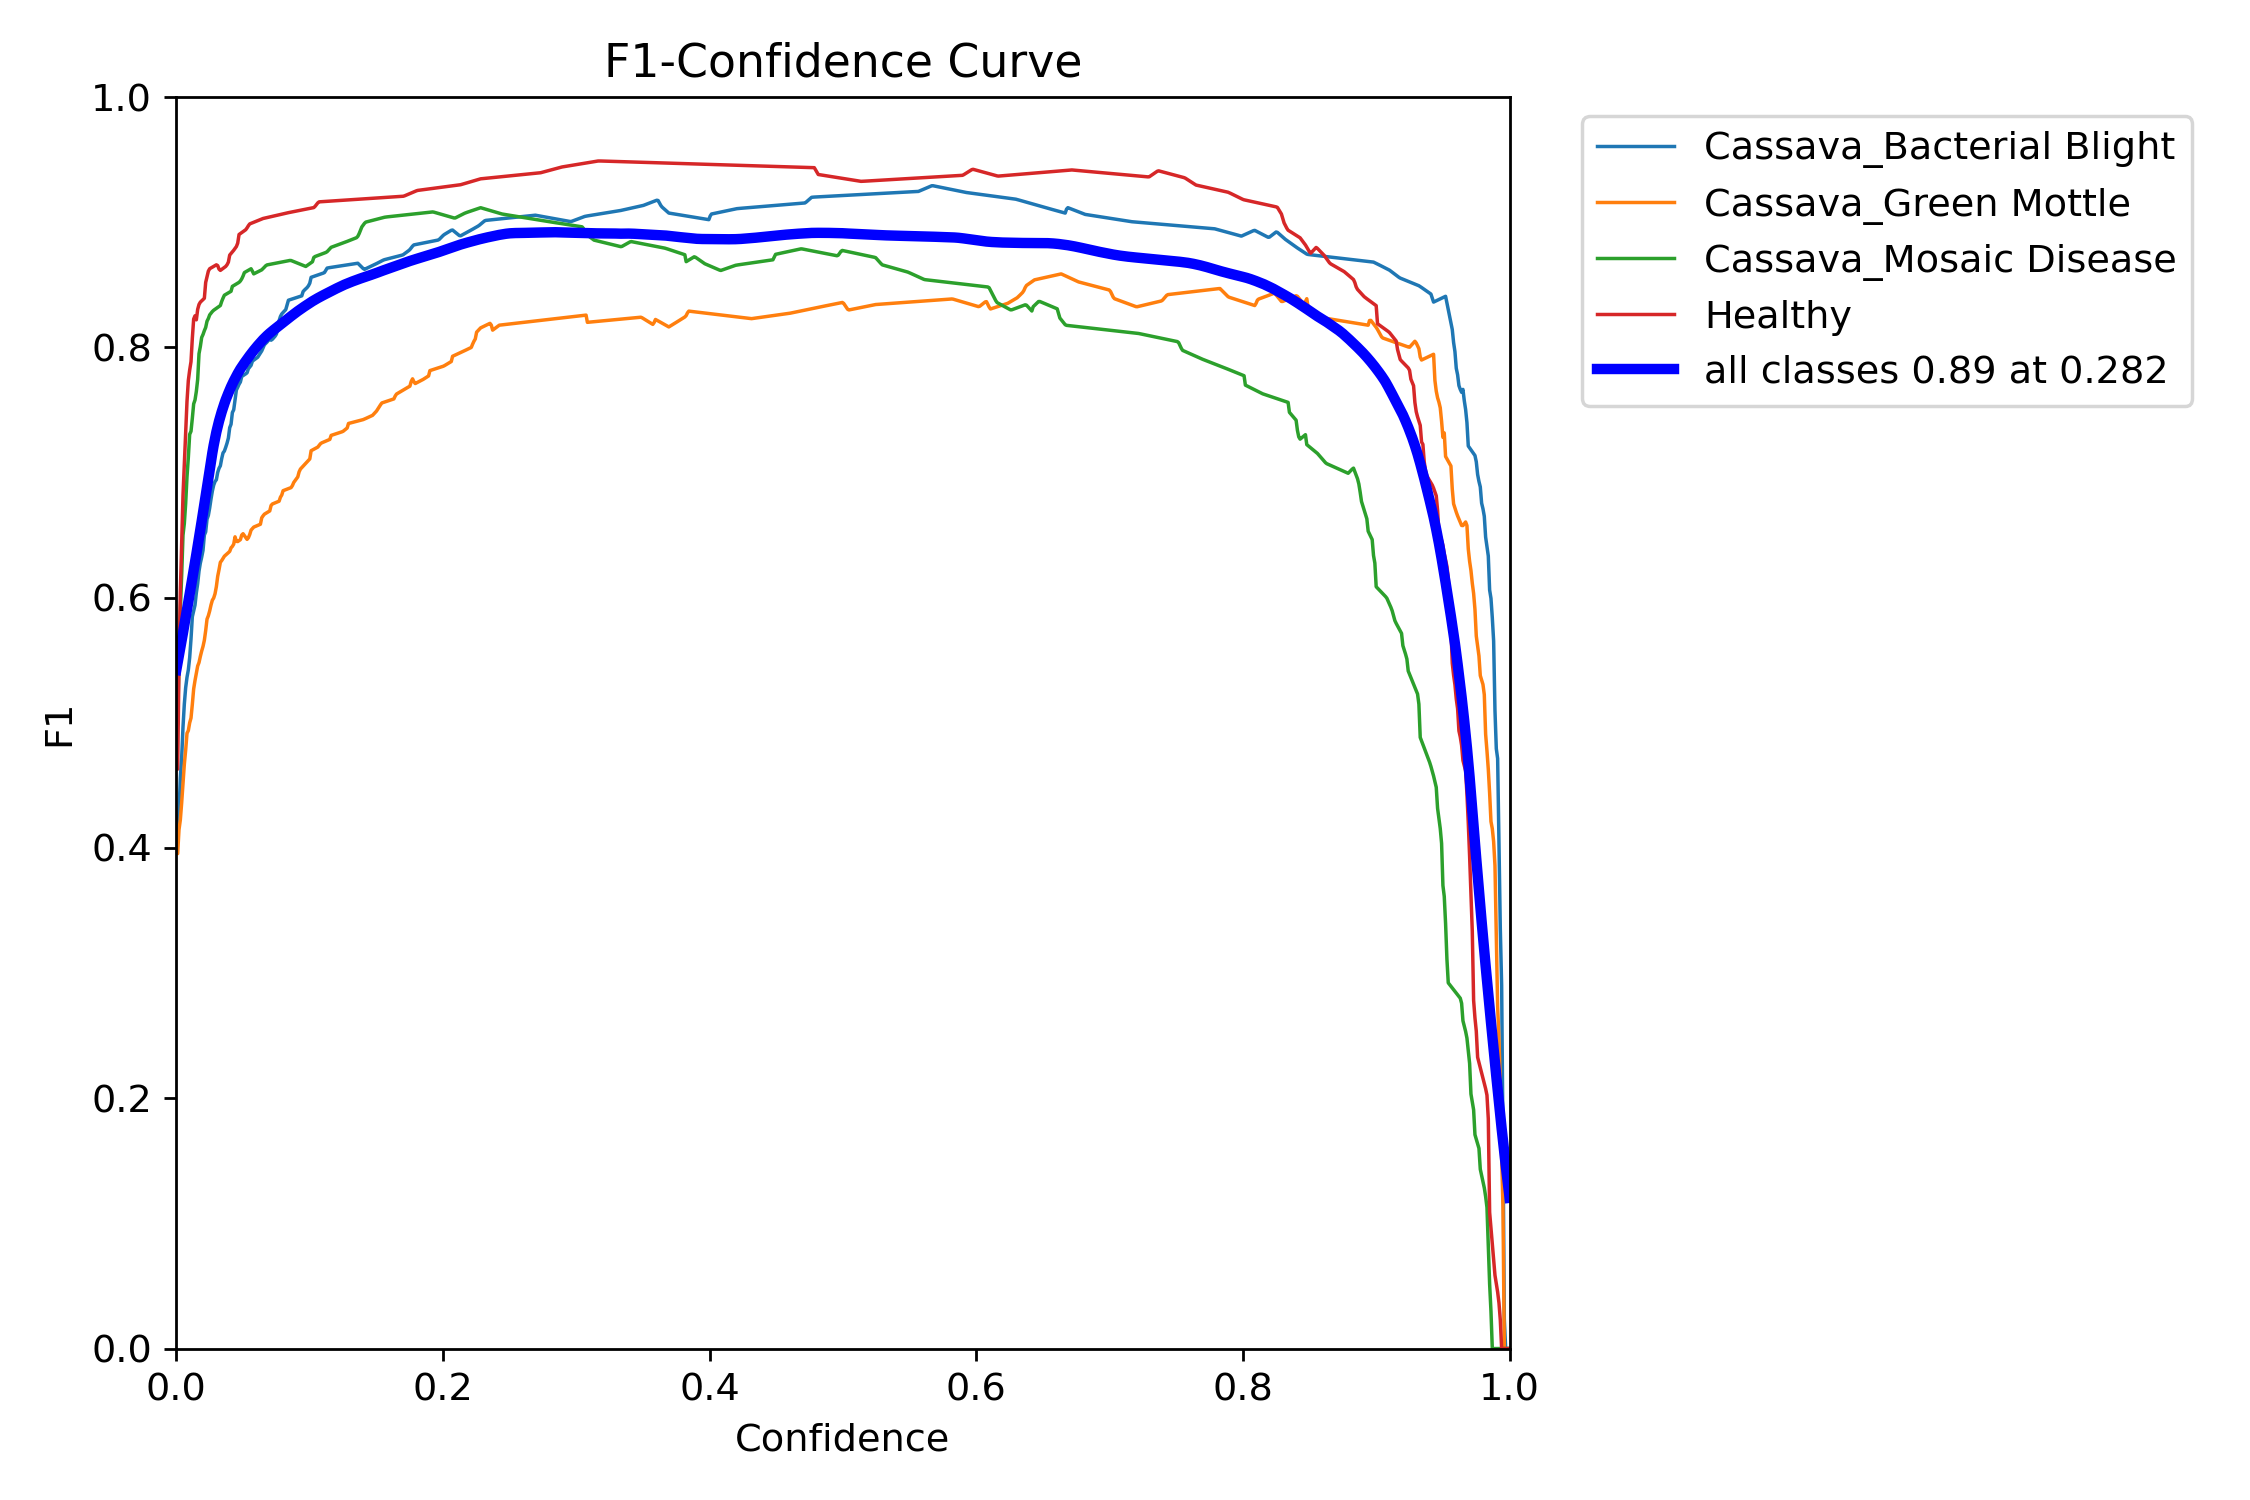 F1-Confidence Curve
1.0
0.8
0.6
0.4
0.2
0.0
F1
0.0 0.2 0.4 0.6 0.8 1.0
Confidence
Cassava_Bacterial Blight
Cassava_Green Mottle
Cassava_Mosaic Disease
Healthy
all classes 0.89 at 0.282